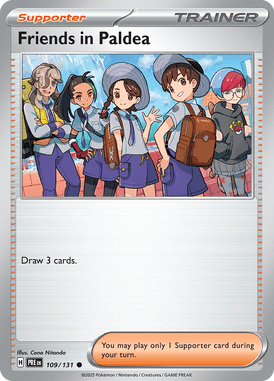 Supporter
TRAINER
Friends in Paldea
Draw 3 cards.
Illus. Cona Nitanda
H PRE EN 109/131 ●
You may play only 1 Supporter card during
your turn.
©2025 Pokémon / Nintendo / Creatures / GAME FREAK